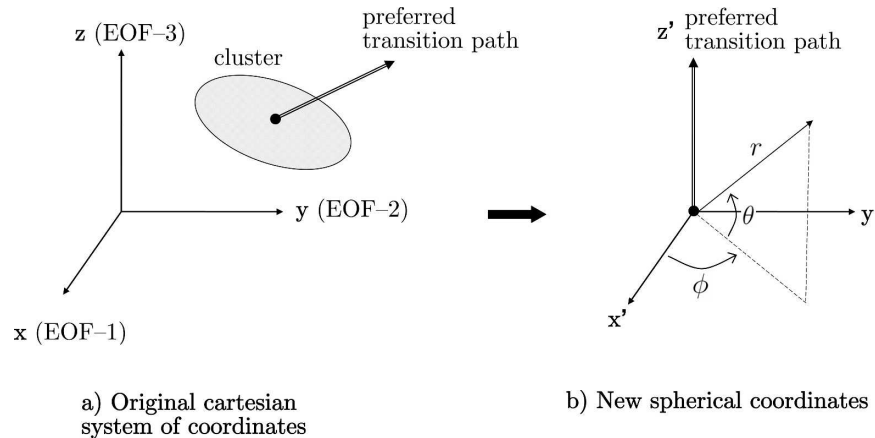 z (EOF–3)
cluster
preferred
transition path
y (EOF–2)
x (EOF–1)
a) Original cartesian
system of coordinates
z' preferred
transition path
r
θ
y
ϕ
x'
b) New spherical coordinates